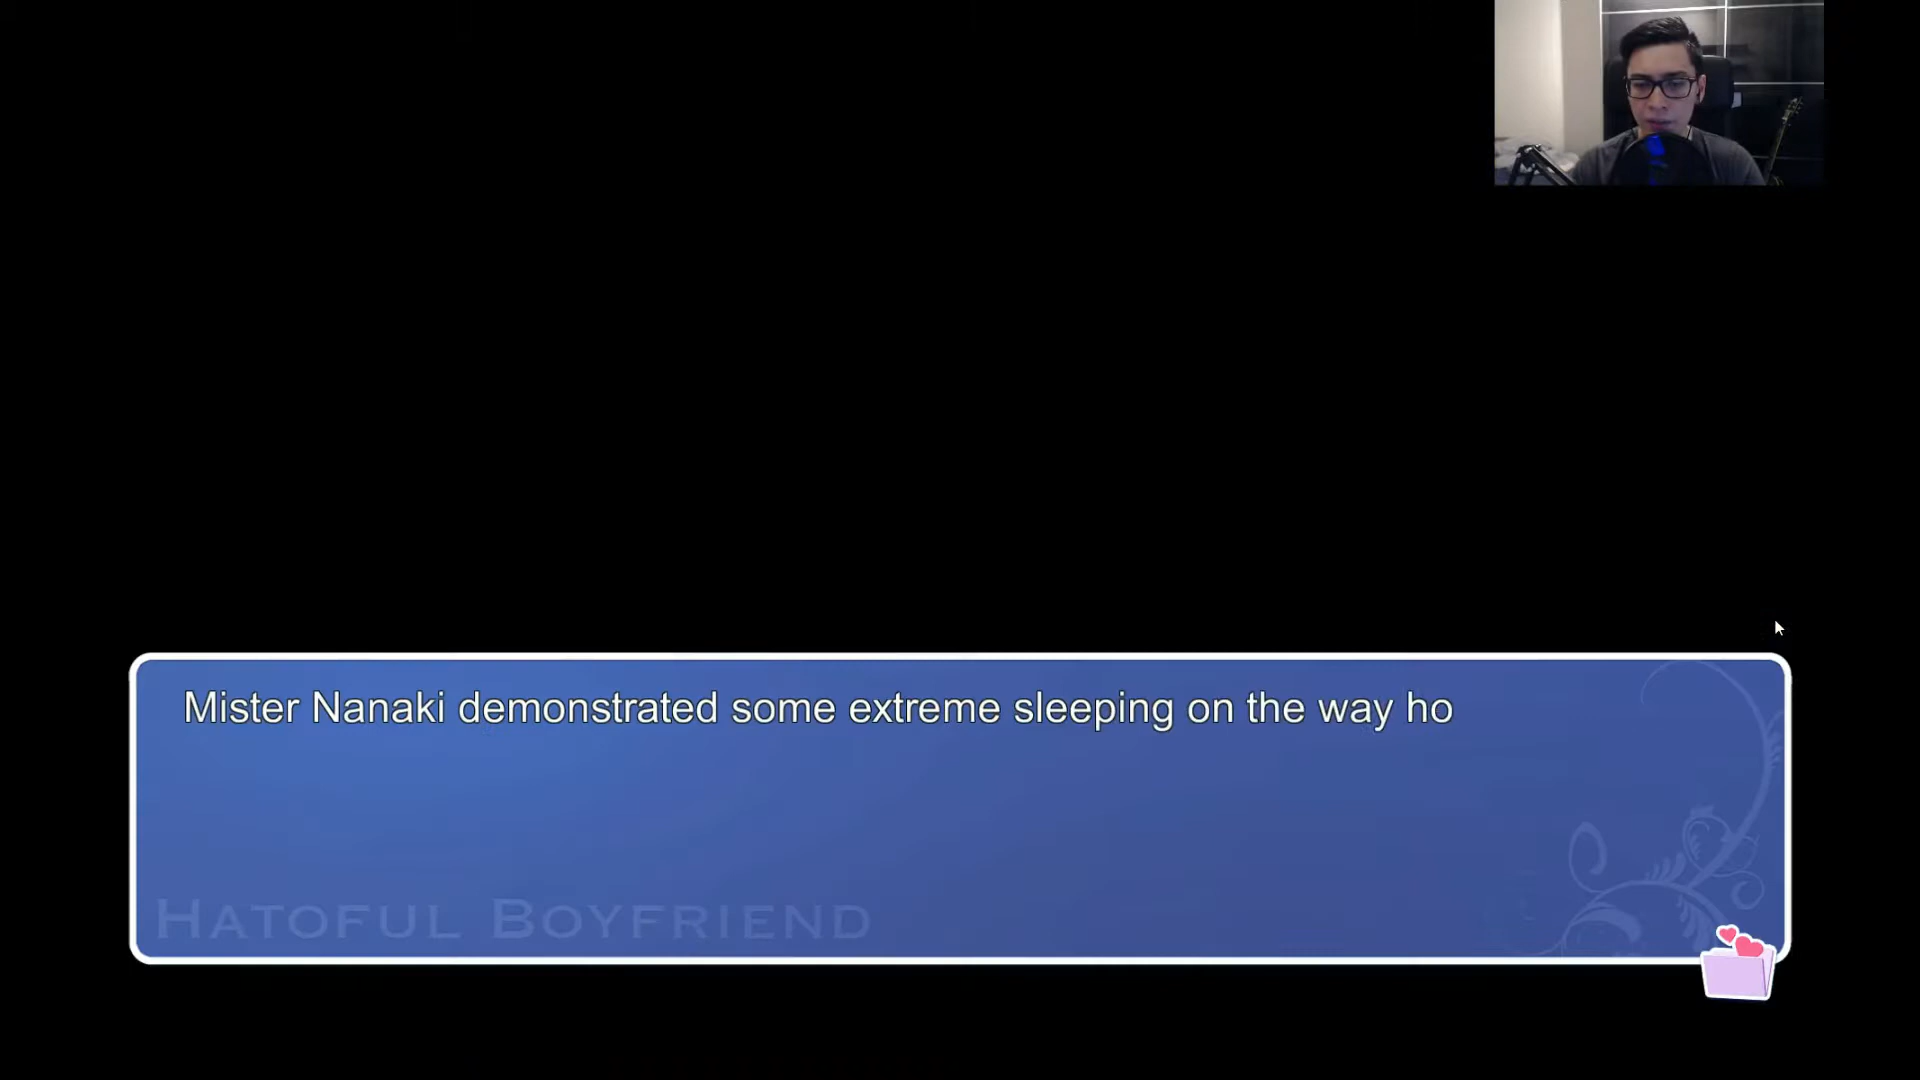 Mister Nanaki demonstrated some extreme sleeping on the way ho
Hatoful Boyfriend